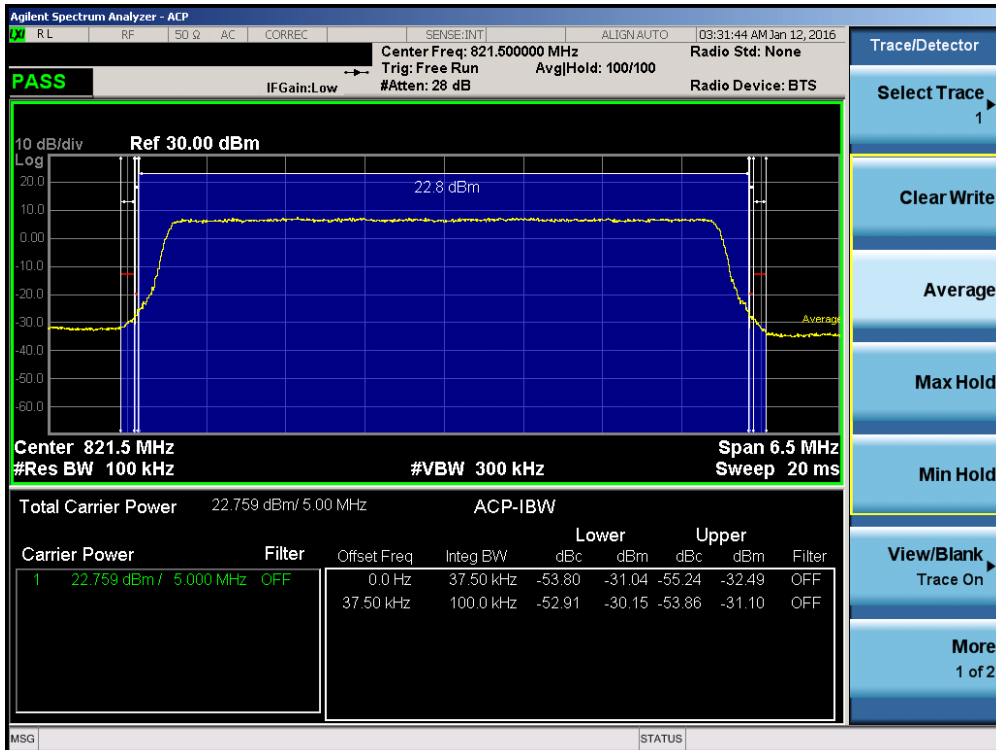 Agilent Spectrum Analyzer - ACP
LXI RL RF 50 Ω AC CORREC SENSE:INT ALIGN AUTO 03:31:44 AM Jan 12, 2016
Center Freq: 821.500000 MHz Radio Std: None
Trig: Free Run Avg|Hold: 100/100
PASS IFGain:Low #Atten: 28 dB Radio Device: BTS
10 dB/div Ref 30.00 dBm
Log
20.0
22.8 dBm
10.0
0.00
-10.0
-20.0
-30.0
Average
-40.0
-50.0
-60.0
Center 821.5 MHz Span 6.5 MHz
#Res BW 100 kHz #VBW 300 kHz Sweep 20 ms
Total Carrier Power 22.759 dBm/ 5.00 MHz ACP-IBW
Lower Upper
Carrier Power Filter Offset Freq Integ BW dBc dBm dBc dBm Filter
1 22.759 dBm / 5.000 MHz OFF 0.0 Hz 37.50 kHz -53.80 -31.04 -55.24 -32.49 OFF
37.50 kHz 100.0 kHz -52.91 -30.15 -53.86 -31.10 OFF
MSG STATUS
Trace/Detector
Select Trace
1
Clear Write
Average
Max Hold
Min Hold
View/Blank
Trace On
More
1 of 2